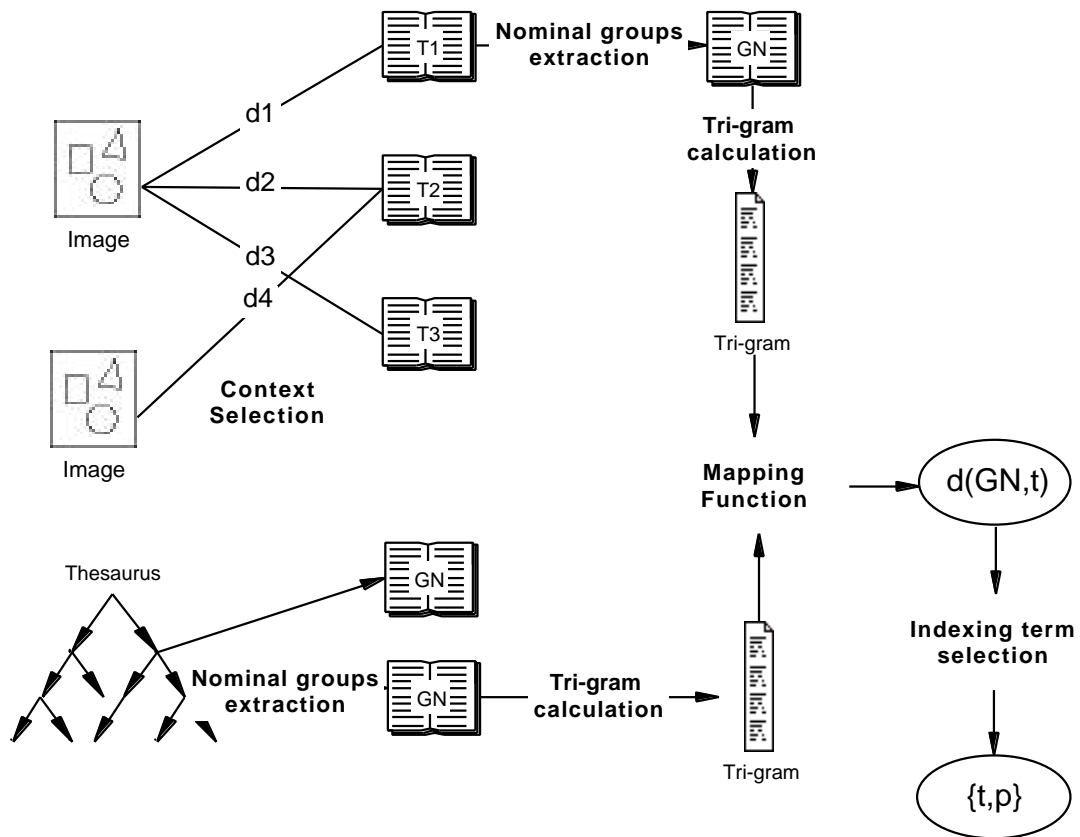 T1
Nominal groups
extraction
GN
d1
Tri-gram
calculation
d2
T2
Image
d3
d4
T3
Tri-gram
Context
Selection
Image
Mapping
Function
d(GN,t)
Thesaurus
GN
Indexing term
selection
Nominal groups
extraction
GN
Tri-gram
calculation
Tri-gram
{t,p}